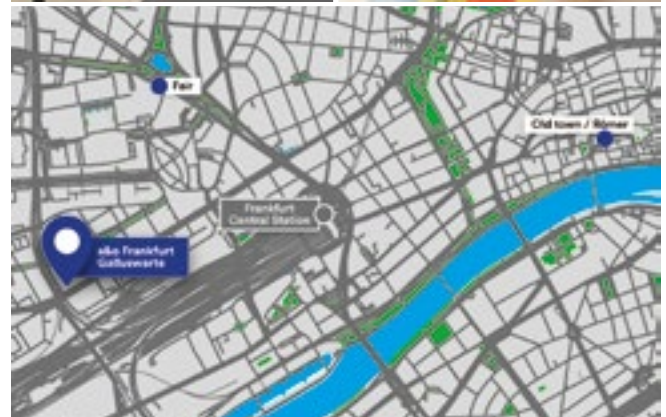 Fair
Old town / Römer
Frankfurt
Central Station
a&o Frankfurt
Galluswarte